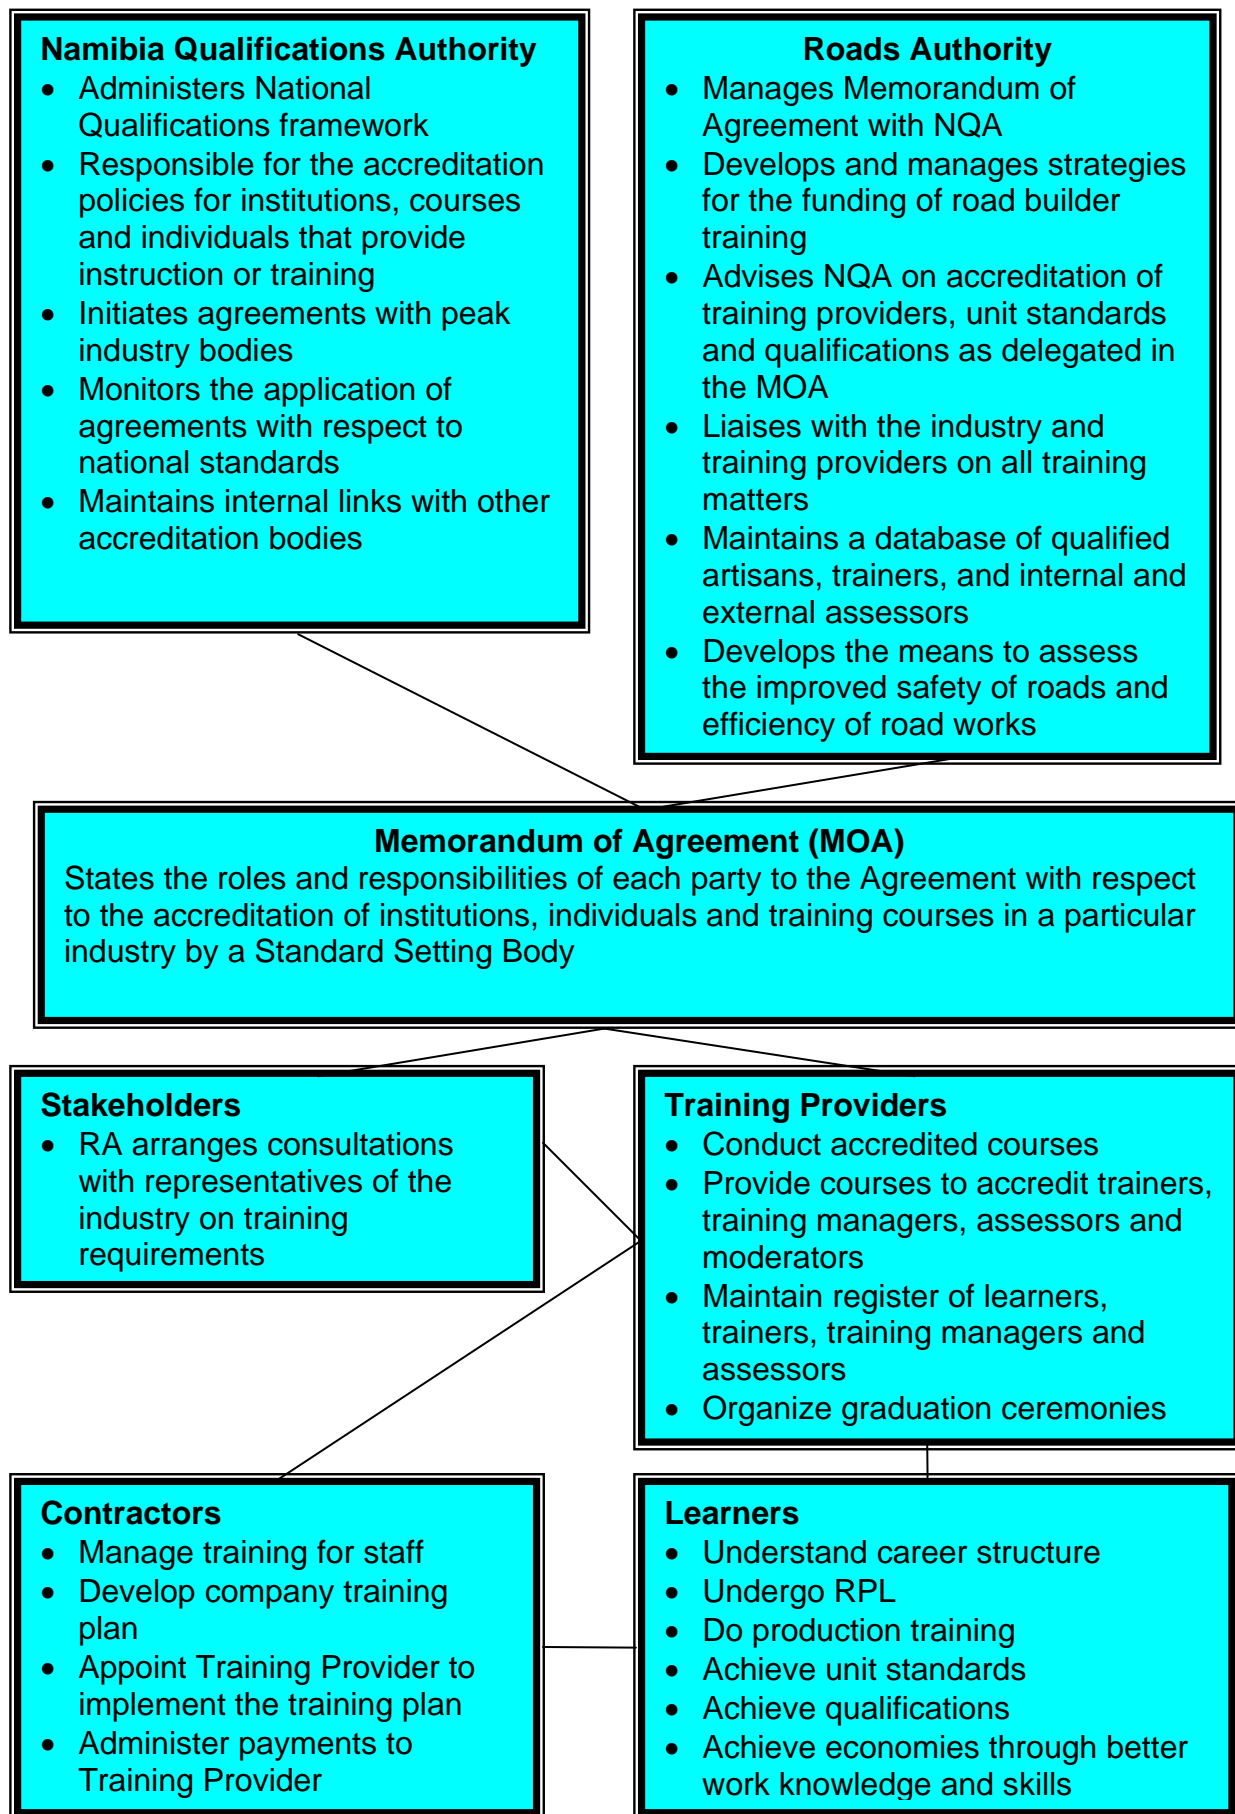 Namibia Qualifications Authority
• Administers National
Qualifications framework
• Responsible for the accreditation
policies for institutions, courses
and individuals that provide
instruction or training
• Initiates agreements with peak
industry bodies
• Monitors the application of
agreements with respect to
national standards
• Maintains internal links with other
accreditation bodies
Roads Authority
• Manages Memorandum of
Agreement with NQA
• Develops and manages strategies
for the funding of road builder
training
• Advises NQA on accreditation of
training providers, unit standards
and qualifications as delegated in
the MOA
• Liaises with the industry and
training providers on all training
matters
• Maintains a database of qualified
artisans, trainers, and internal and
external assessors
• Develops the means to assess
the improved safety of roads and
efficiency of road works
Memorandum of Agreement (MOA)
States the roles and responsibilities of each party to the Agreement with respect
to the accreditation of institutions, individuals and training courses in a particular
industry by a Standard Setting Body
Stakeholders
• RA arranges consultations
with representatives of the
industry on training
requirements
Training Providers
• Conduct accredited courses
• Provide courses to accredit trainers,
training managers, assessors and
moderators
• Maintain register of learners,
trainers, training managers and
assessors
• Organize graduation ceremonies
Contractors
• Manage training for staff
• Develop company training
plan
• Appoint Training Provider to
implement the training plan
• Administer payments to
Training Provider
Learners
• Understand career structure
• Undergo RPL
• Do production training
• Achieve unit standards
• Achieve qualifications
• Achieve economies through better
work knowledge and skills